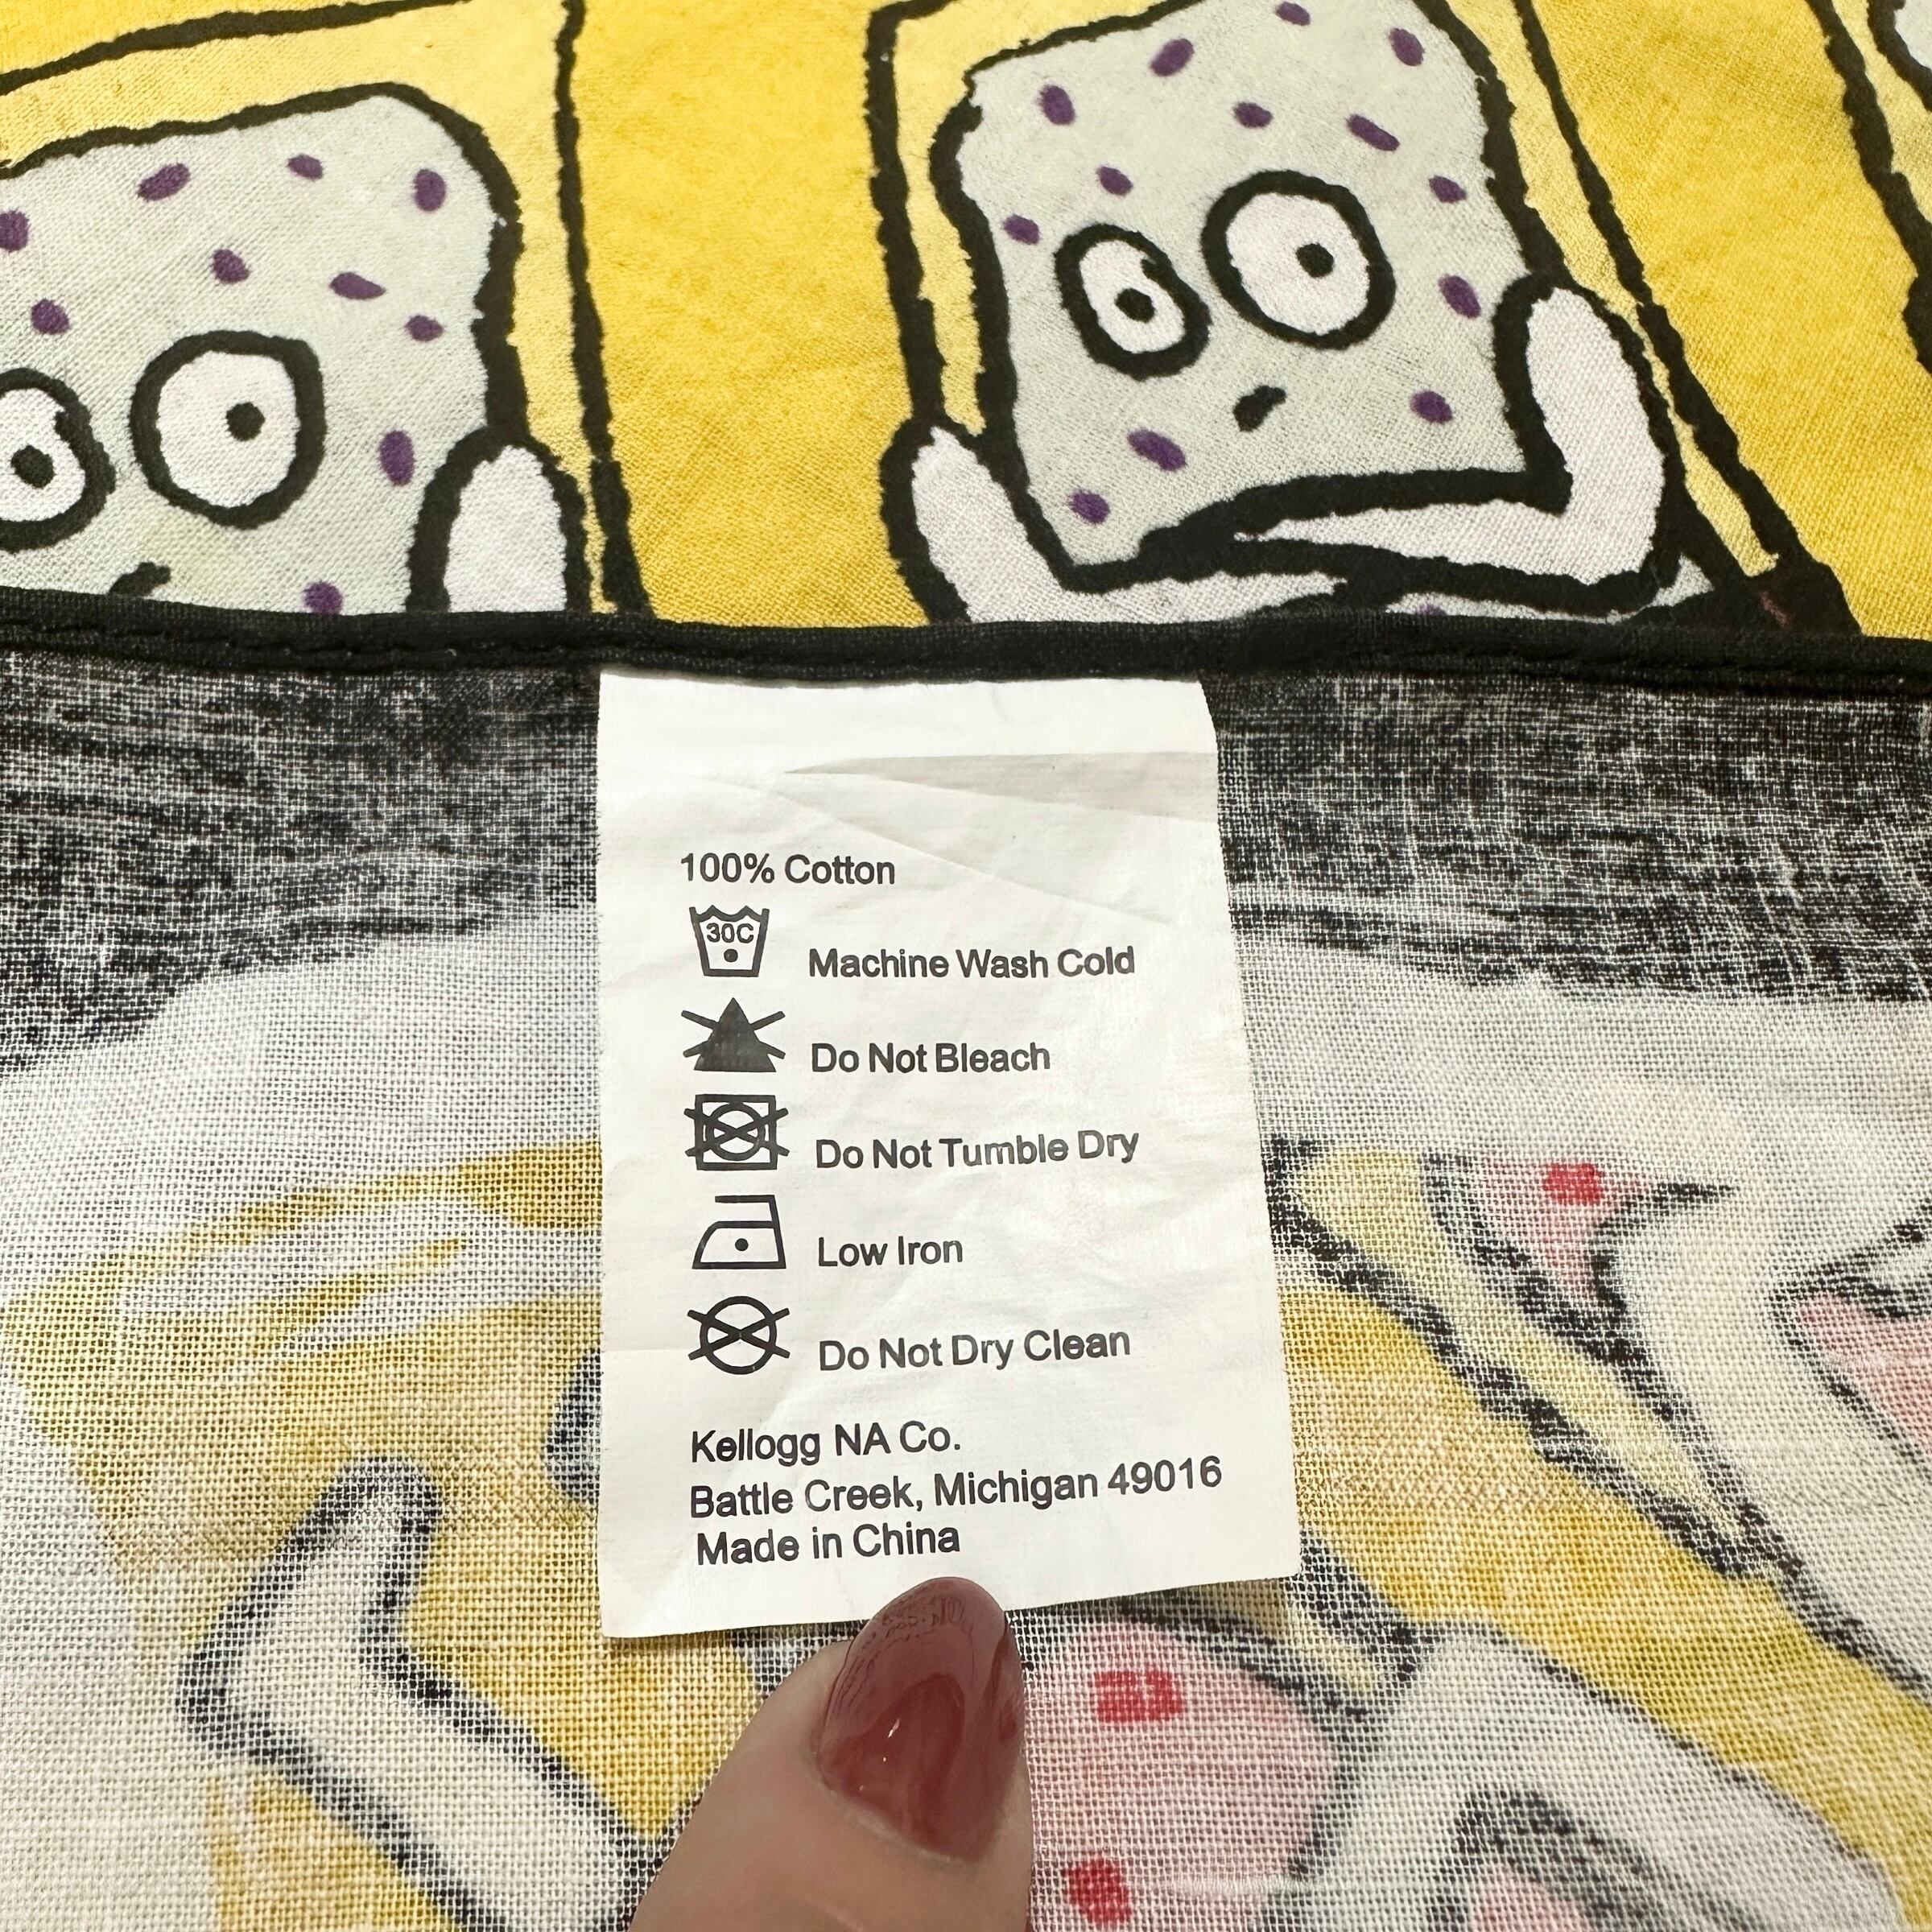 100% Cotton
30C
Machine Wash Cold
Do Not Bleach
Do Not Tumble Dry
Low Iron
Do Not Dry Clean
Kellogg NA Co.
Battle Creek, Michigan 49016
Made in China